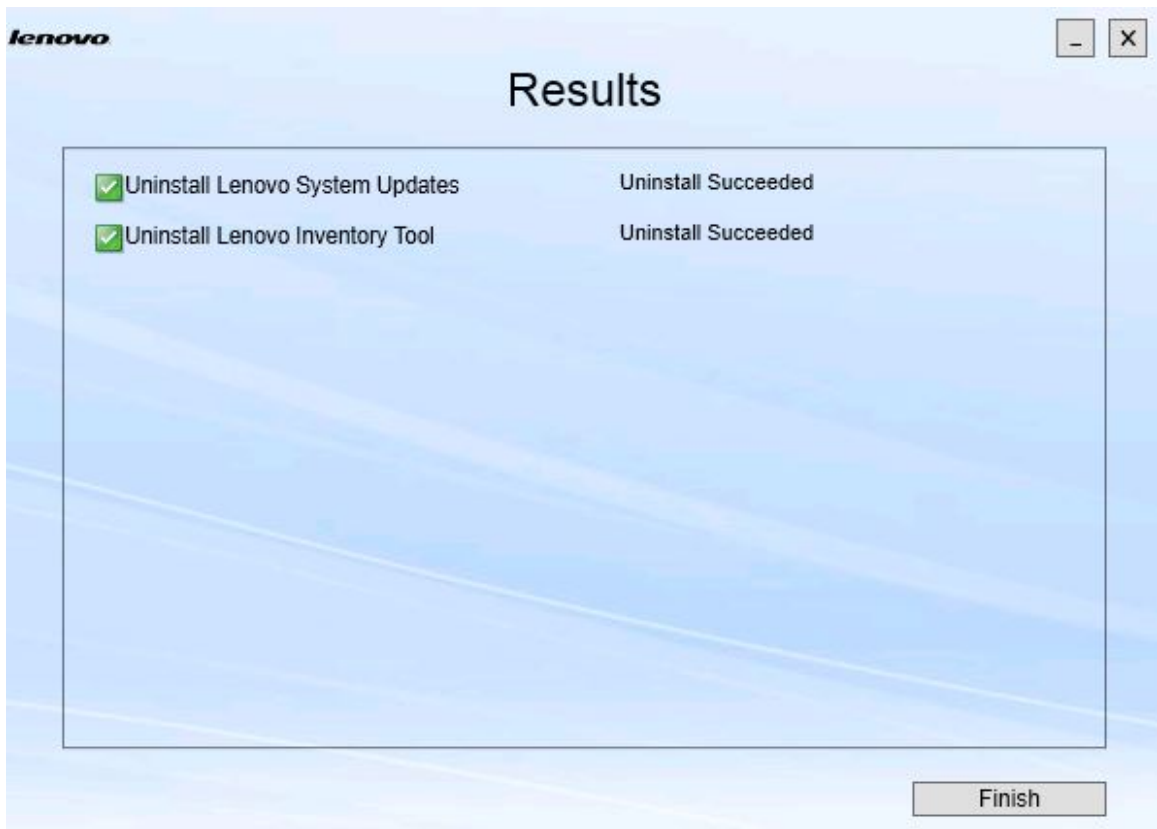 lenovo
Results
Uninstall Lenovo System Updates Uninstall Succeeded
Uninstall Lenovo Inventory Tool Uninstall Succeeded
Finish